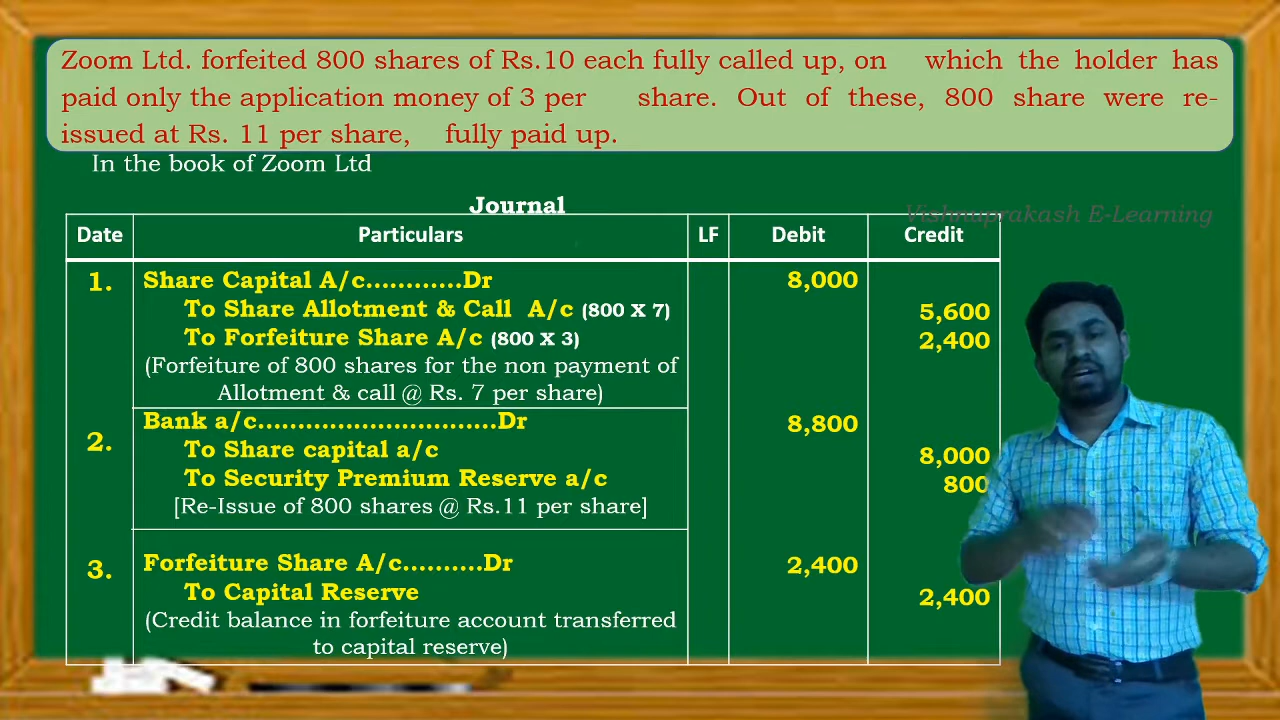 Zoom Ltd. forfeited 800 shares of Rs.10 each fully called up, on which the holder has
paid only the application money of 3 per share. Out of these, 800 share were re-
issued at Rs. 11 per share, fully paid up.
In the book of Zoom Ltd
Journal
Vishnuprakash E-Learning
Date Particulars LF Debit Credit
1. Share Capital A/c............Dr 8,000
To Share Allotment & Call A/c (800 X 7) 5,600
To Forfeiture Share A/c (800 X 3) 2,400
(Forfeiture of 800 shares for the non payment of
Allotment & call @ Rs. 7 per share)
2. Bank a/c..............................Dr 8,800
To Share capital a/c 8,000
To Security Premium Reserve a/c 800
[Re-Issue of 800 shares @ Rs.11 per share]
3. Forfeiture Share A/c..........Dr 2,400
To Capital Reserve 2,400
(Credit balance in forfeiture account transferred
to capital reserve)